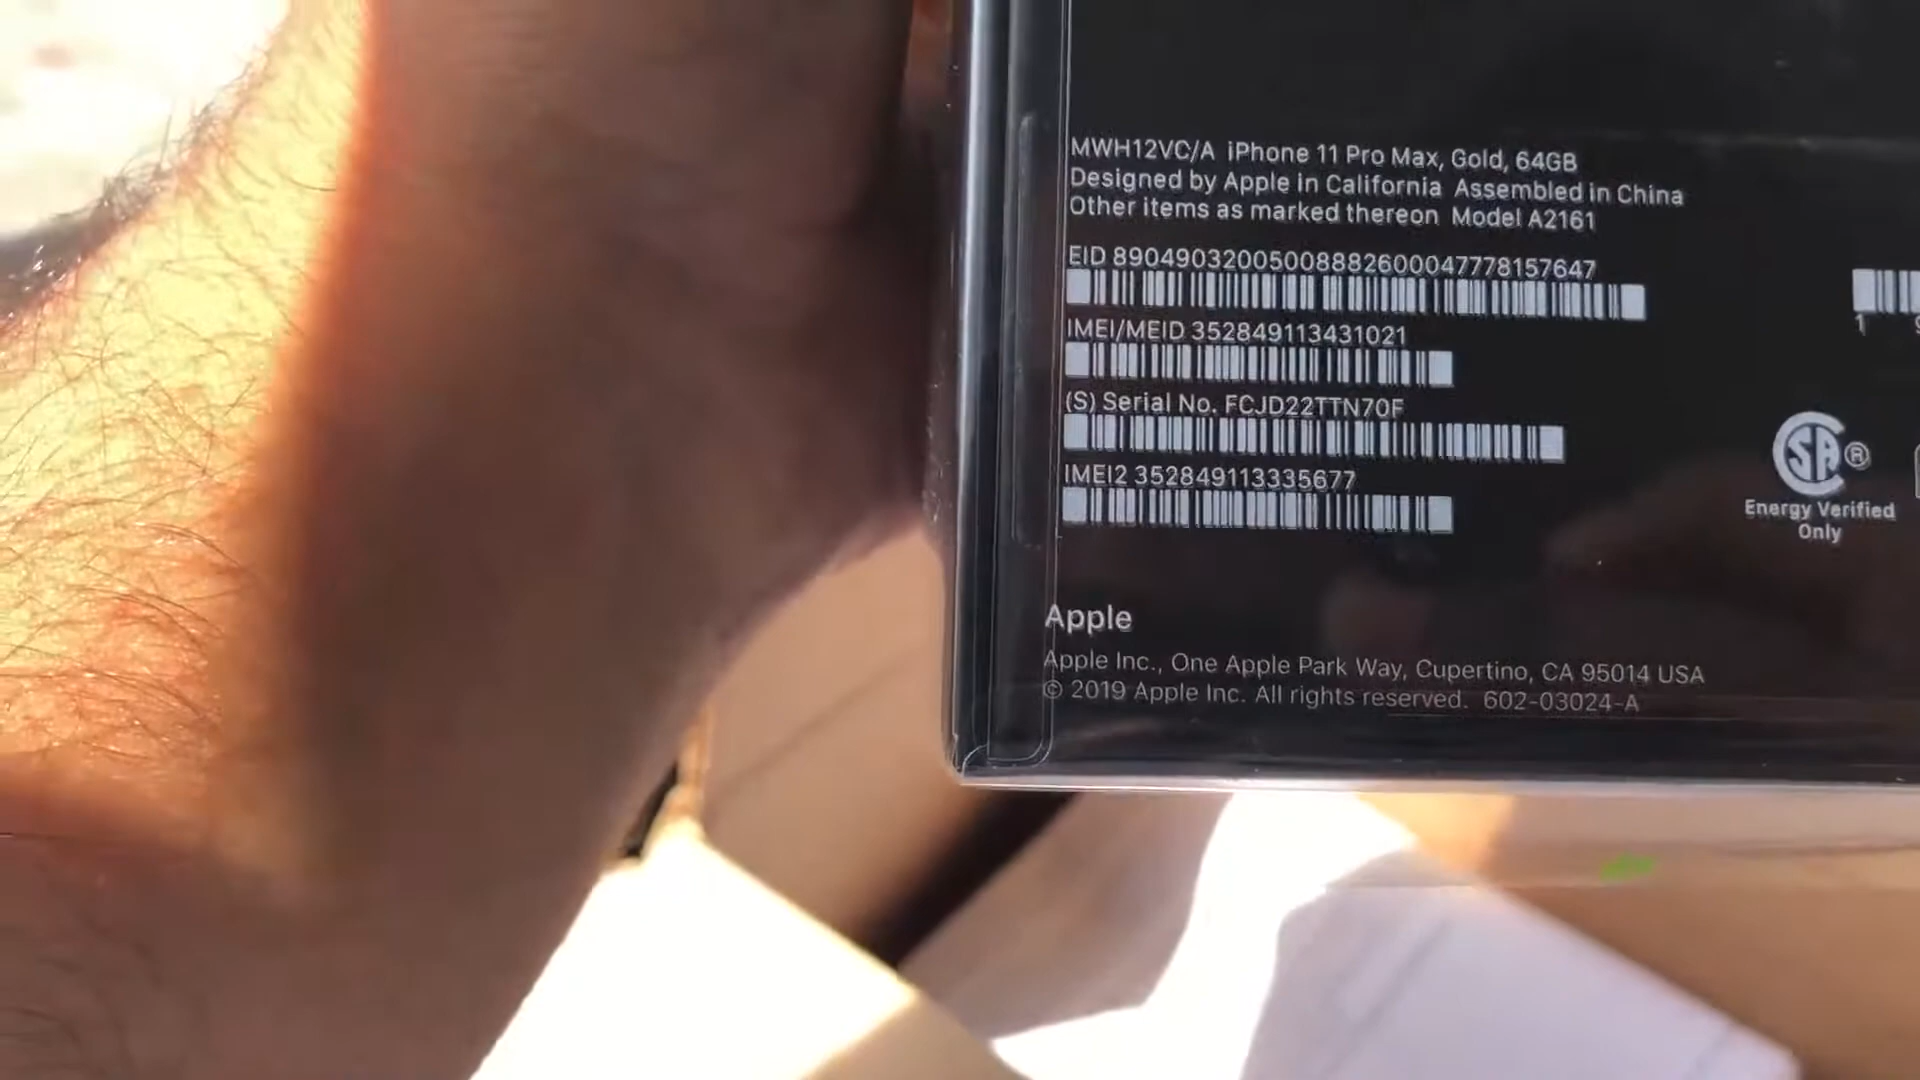 MWH12VC/A iPhone 11 Pro Max, Gold, 64GB
Designed by Apple in California Assembled in China
Other items as marked thereon Model A2161
EID 89049032005008882600047778157647
IMEI/MEID 352849113431021
(S) Serial No. FCJD22TTN70F
IMEI2 352849113335677
1
SA ®
Energy Verified
Only
Apple
Apple Inc., One Apple Park Way, Cupertino, CA 95014 USA
© 2019 Apple Inc. All rights reserved. 602-03024-A